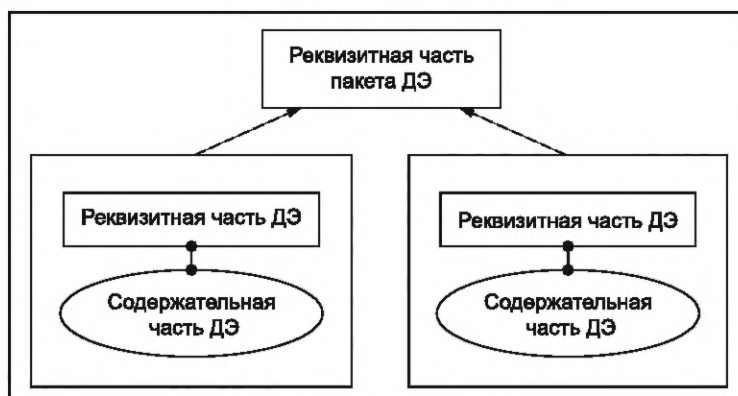 Реквизитная часть
пакета ДЭ
Реквизитная часть ДЭ
Содержательная
часть ДЭ
Реквизитная часть ДЭ
Содержательная
часть ДЭ